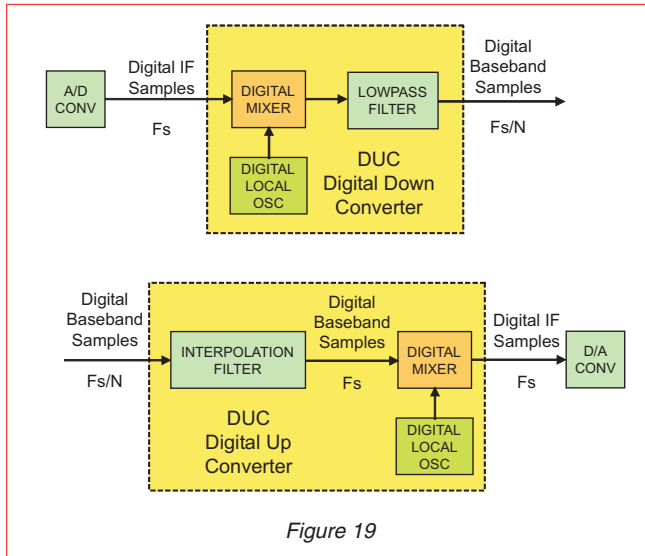 Digital IF
Samples
Digital
Baseband
Samples
A/D
CONV
DIGITAL
MIXER
LOWPASS
FILTER
Fs
Fs/N
DIGITAL
LOCAL
OSC
DUC
Digital Down
Converter
Digital
Baseband
Samples
Digital
Baseband
Samples
Digital IF
Samples
INTERPOLATION
FILTER
DIGITAL
MIXER
D/A
CONV
Fs/N
Fs
Fs
DUC
Digital Up
Converter
DIGITAL
LOCAL
OSC
Figure 19